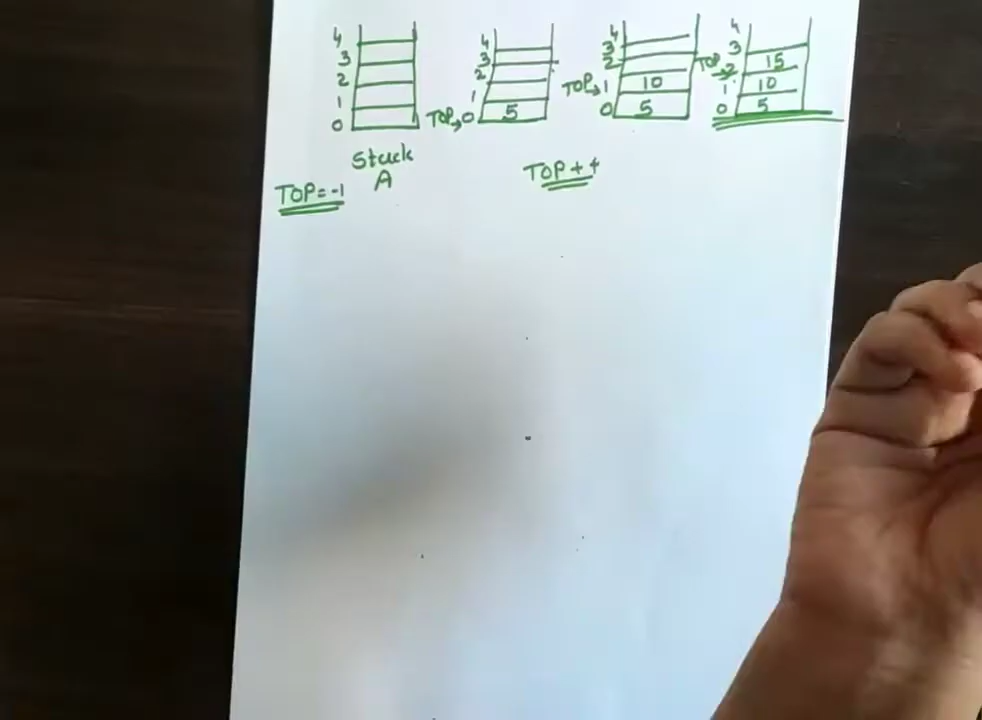 4 3 2 1 0
TOP→ 4 3 2 1 0 5
TOP→ 4 3 2 1 0 10 5
TOP→ 4 3 2 1 0 15 10 5
Stack
A
TOP=-1
TOP++